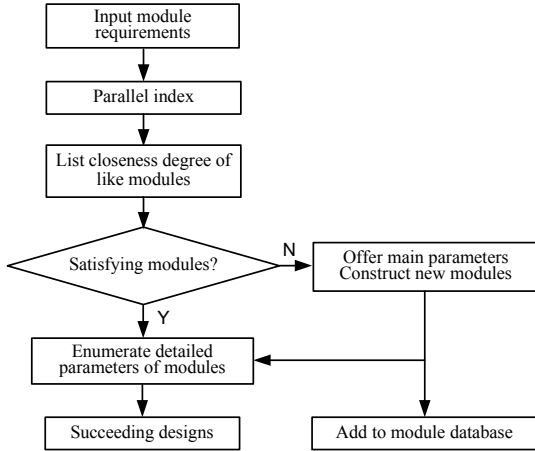 Input module
requirements
Parallel index
List closeness degree of
like modules
Satisfying modules?
N
Offer main parameters
Construct new modules
Y
Enumerate detailed
parameters of modules
Succeeding designs
Add to module database